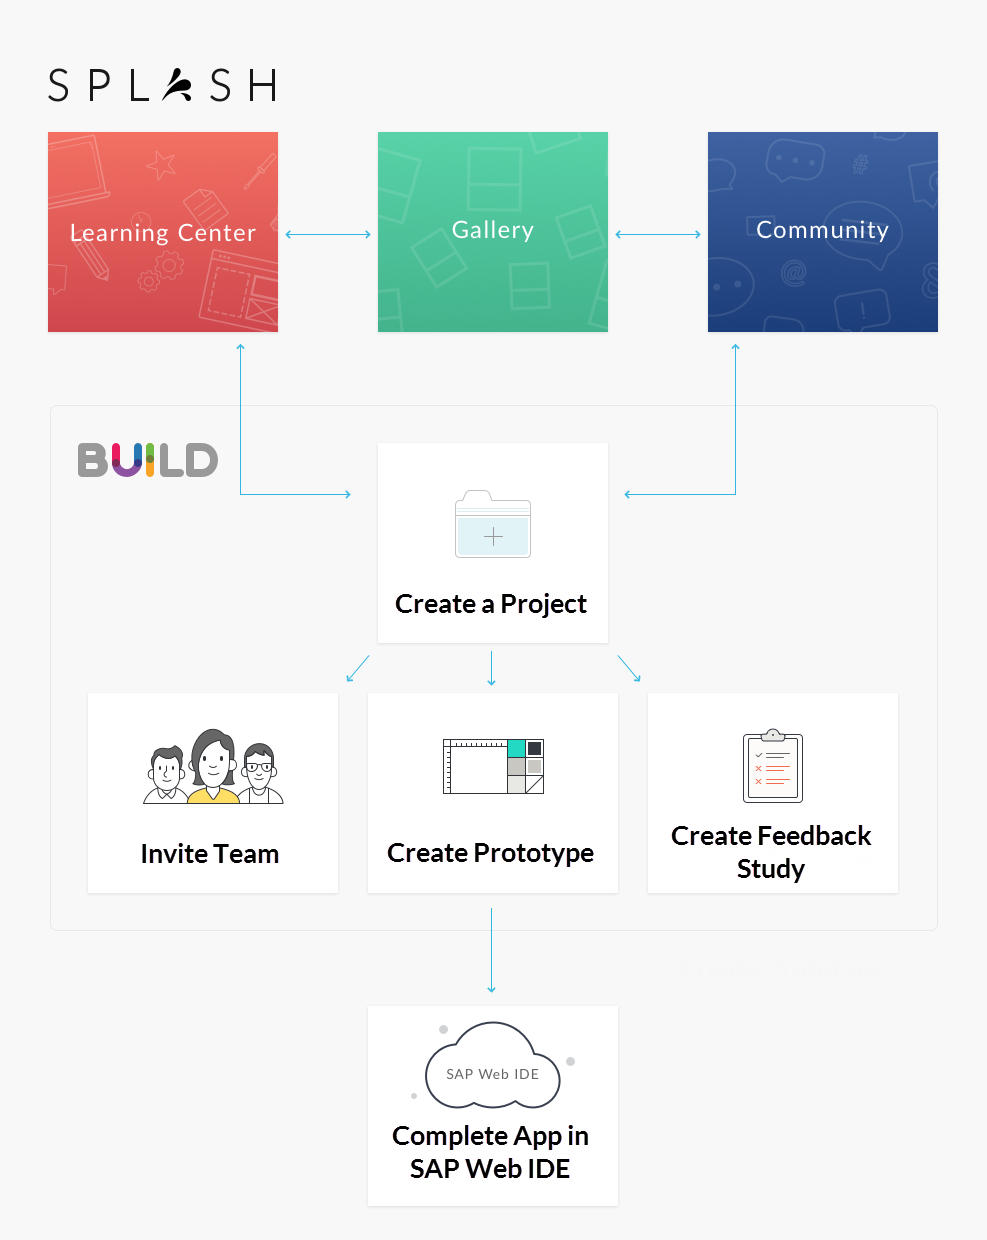 SPLASH
Learning Center
Gallery
Community
#
@
&
!
BUILD
Create a Project
Invite Team
Create Prototype
Create Feedback
Study
SAP Web IDE
Complete App in
SAP Web IDE